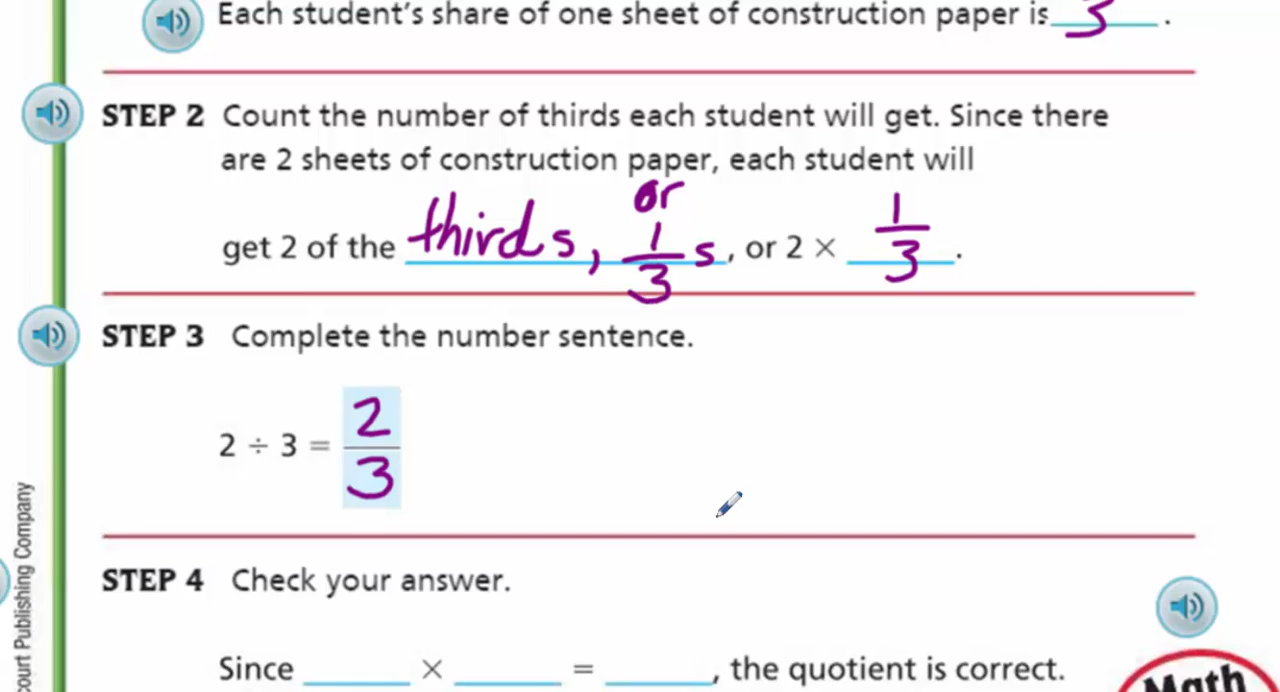 Each student's share of one sheet of construction paper is 3.
STEP 2 Count the number of thirds each student will get. Since there
are 2 sheets of construction paper, each student will
or
get 2 of the thirds, 1/3 s, or 2 × 1/3.
STEP 3 Complete the number sentence.
2 ÷ 3 = 2/3
STEP 4 Check your answer.
Since ____ × ____ = ____, the quotient is correct.
court Publishing Company
Math